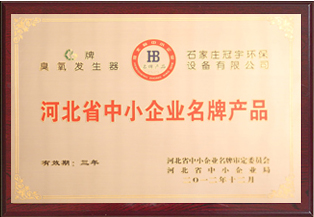 牌
臭氧发生器
HB
石家庄冠宇环保
设备有限公司
河北省中小企业名牌产品
有效期：三年
河北省中小企业名牌审定委员会
河北省中小企业局
二〇一二年十二月